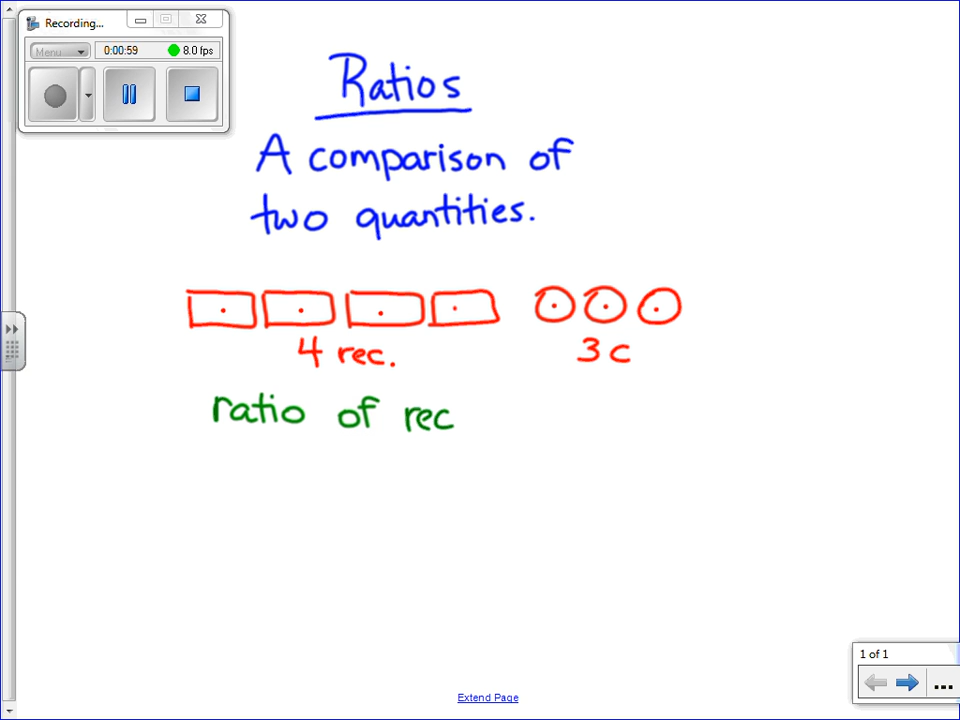 Recording...
Menu
0:00:59
8.0 fps
Ratios
A comparison of
two quantities.
4 rec.
3 c
ratio of rec
1 of 1
...
Extend Page